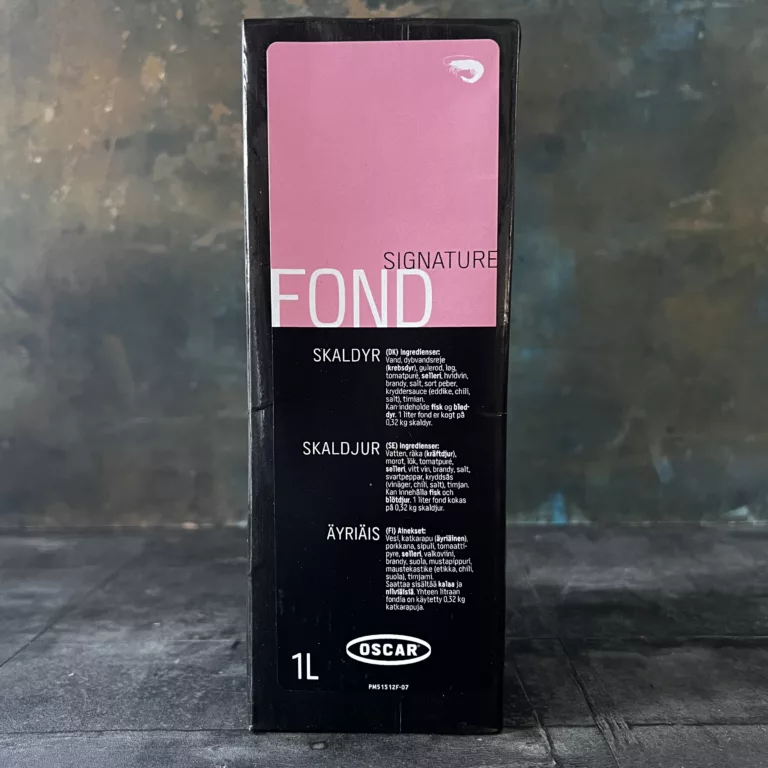 SIGNATURE
FOND
SKALDYR
(DK) Ingredienser:
Vand, dybvandsreje
(krebsdyr), gulerod, løg,
tomatpuré, selleri, hvidvin,
brandy, salt, sort peber,
kryddersauce (eddike, chili,
salt), timian.
Kan indeholde fisk og blød-
dyr. 1 liter fond er kogt på
0,32 kg skaldyr.
SKALDJUR
(SE) Ingredienser:
Vatten, räka (kräftdjur),
morot, lök, tomatpuré,
selleri, vitt vin, brandy, salt,
svartpeppar, kryddsås
(vinäger, chili, salt), timjan.
Kan innehålla fisk och
blötdjur. 1 liter fond kokas
på 0,32 kg skaldjur.
ÄYRIÄIS
(FI) Ainekset:
Vesi, katkarapu (äyriäinen),
porkkana, sipuli, tomaatti-
pyre, selleri, valkoviini,
brandy, suola, mustapippuri,
maustekastike (etikka, chili,
suola), timjami.
Saattaa sisältää kalaa ja
nilviäisiä. Yhteen litraan
fondia on käytetty 0,32 kg
katkarapuja.
1L
OSCAR
PM51512F-07